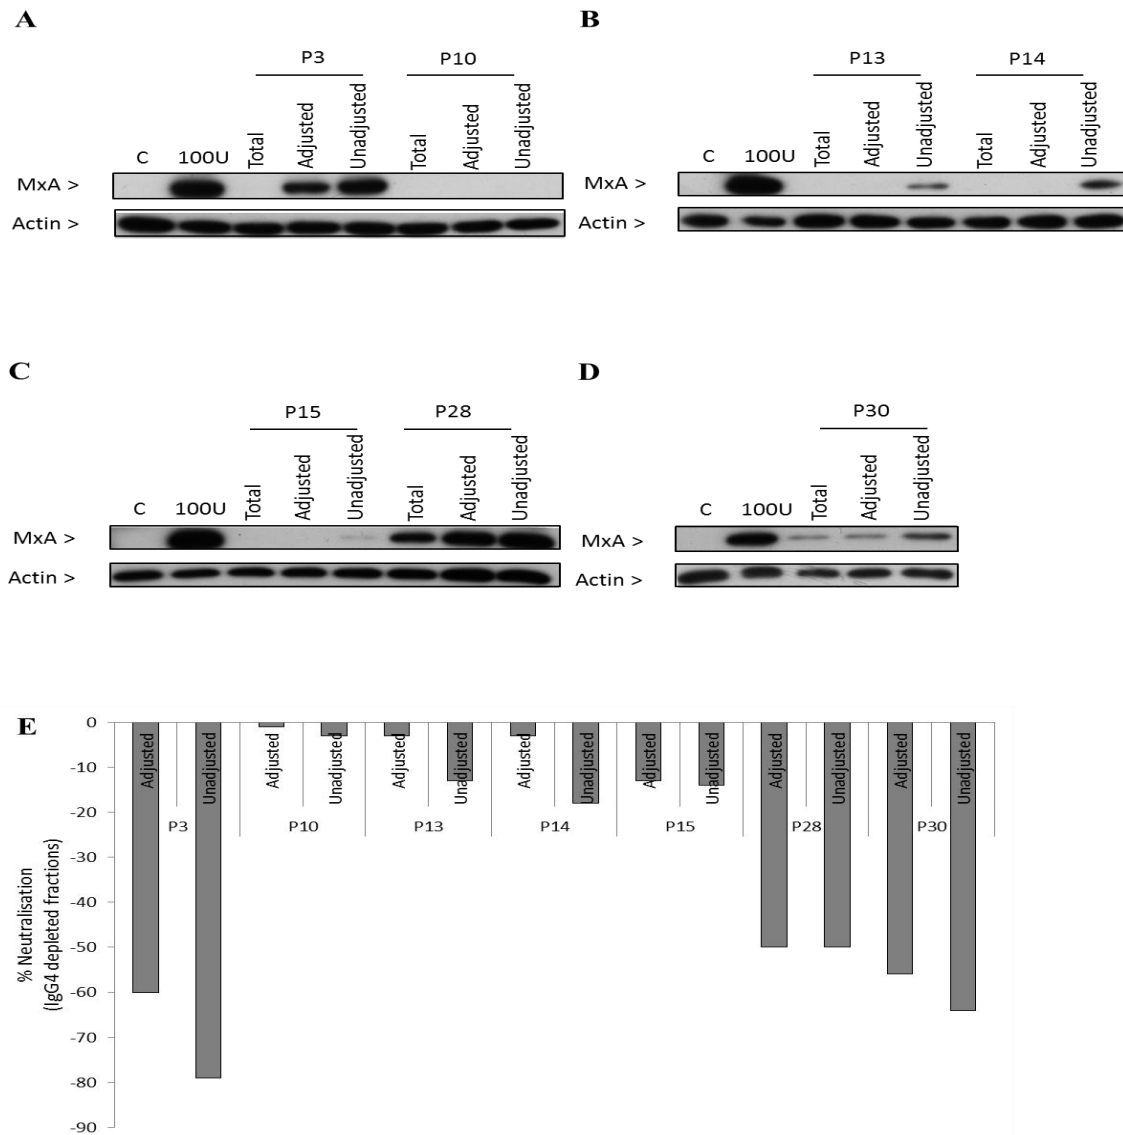 A
P3 P10
C 100U Total Adjusted Unadjusted Total Adjusted Unadjusted
MxA >
Actin >
B
P13 P14
C 100U Total Adjusted Unadjusted Total Adjusted Unadjusted
MxA >
Actin >
C
P15 P28
C 100U Total Adjusted Unadjusted Total Adjusted Unadjusted
MxA >
Actin >
D
P30
C 100U Total Adjusted Unadjusted
MxA >
Actin >
E
% Neutralisation
(IgG4 depleted fractions)
0
-10
-20
-30
-40
-50
-60
-70
-80
-90
Adjusted Unadjusted Adjusted Unadjusted Adjusted Unadjusted Adjusted Unadjusted Adjusted Unadjusted Adjusted Unadjusted Adjusted Unadjusted
P3 P10 P13 P14 P15 P28 P30